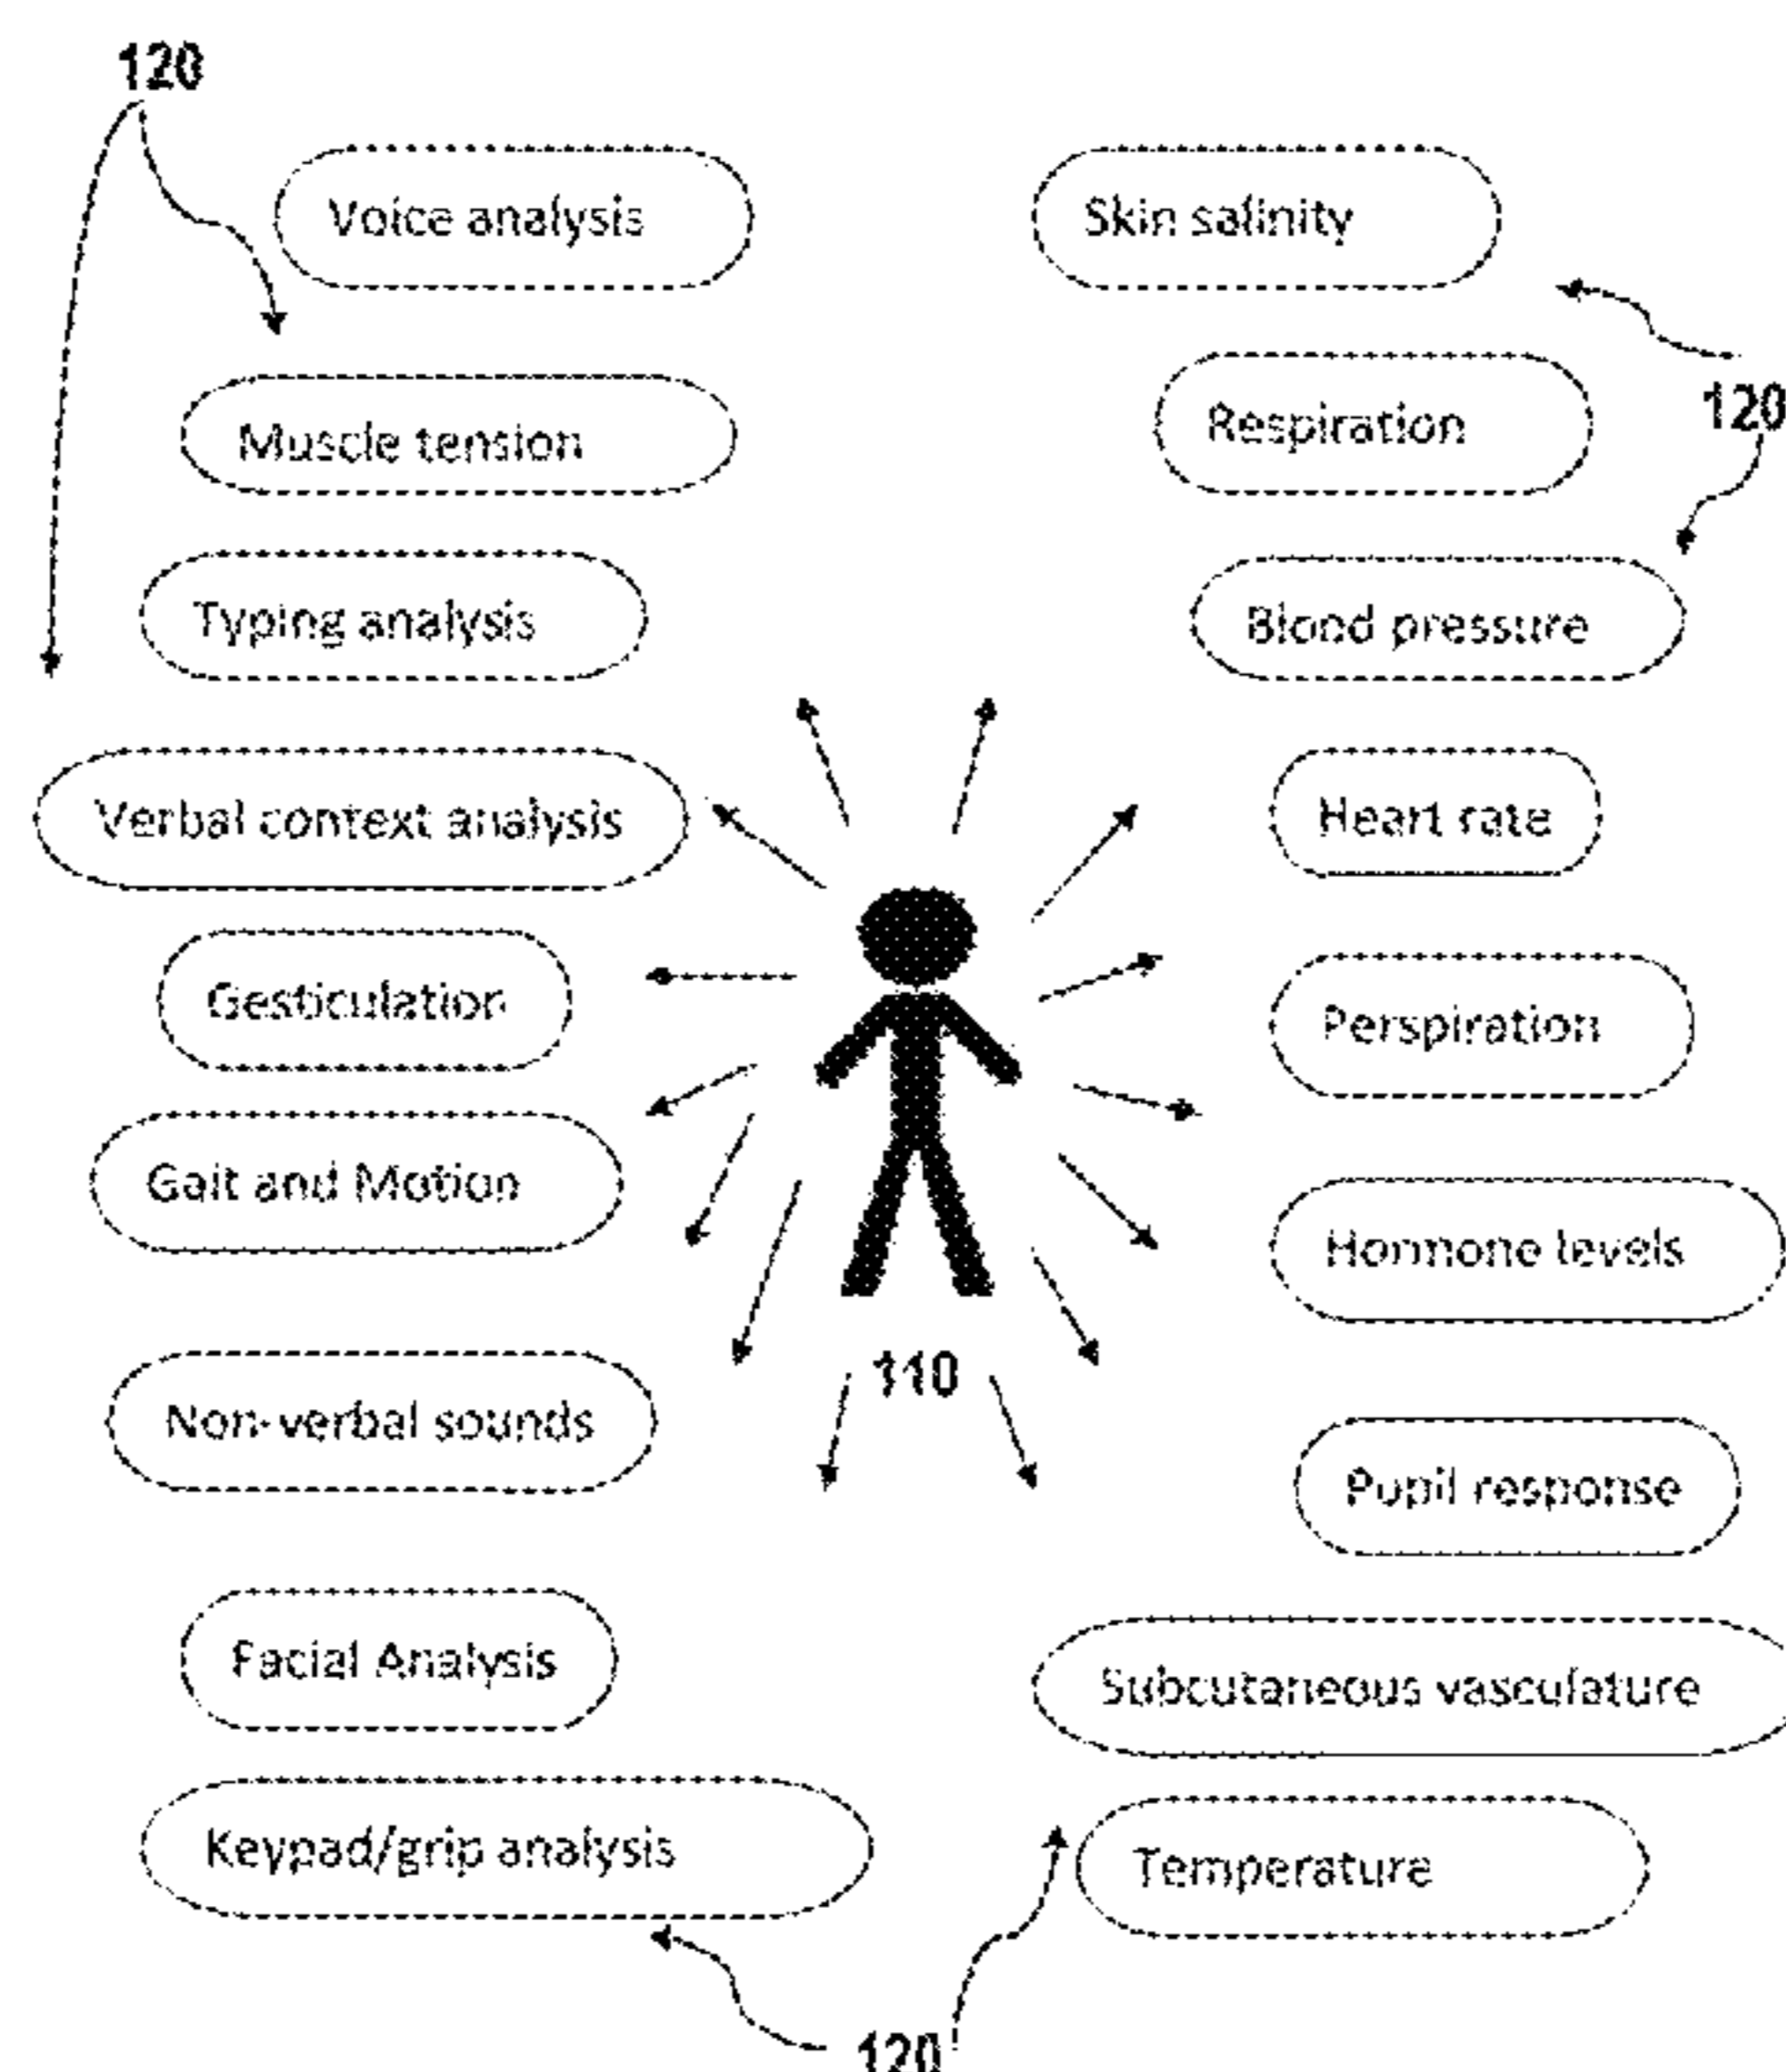 120
Voice analysis
Skin salinity
Muscle tension
Respiration
120
Typing analysis
Blood pressure
Verbal context analysis
Heart rate
Gesticulation
Perspiration
Gait and Motion
Hormone levels
110
Non-verbal sounds
Pupil response
Facial Analysis
Subcutaneous vasculature
Keypad/grip analysis
Temperature
120